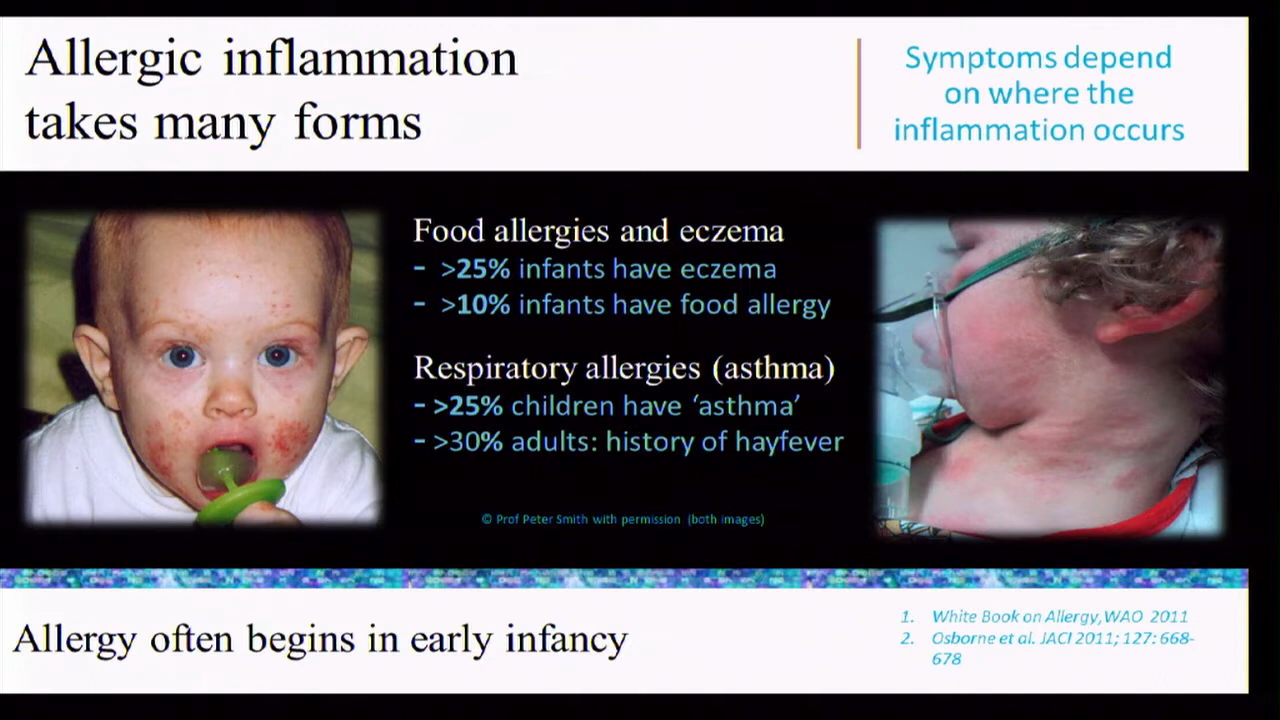 Allergic inflammation
takes many forms
Symptoms depend
on where the
inflammation occurs
Food allergies and eczema
- >25% infants have eczema
- >10% infants have food allergy
Respiratory allergies (asthma)
- >25% children have ‘asthma’
- >30% adults: history of hayfever
© Prof Peter Smith with permission (both images)
Allergy often begins in early infancy
1. White Book on Allergy,WAO 2011
2. Osborne et al. JACI 2011; 127: 668-
678